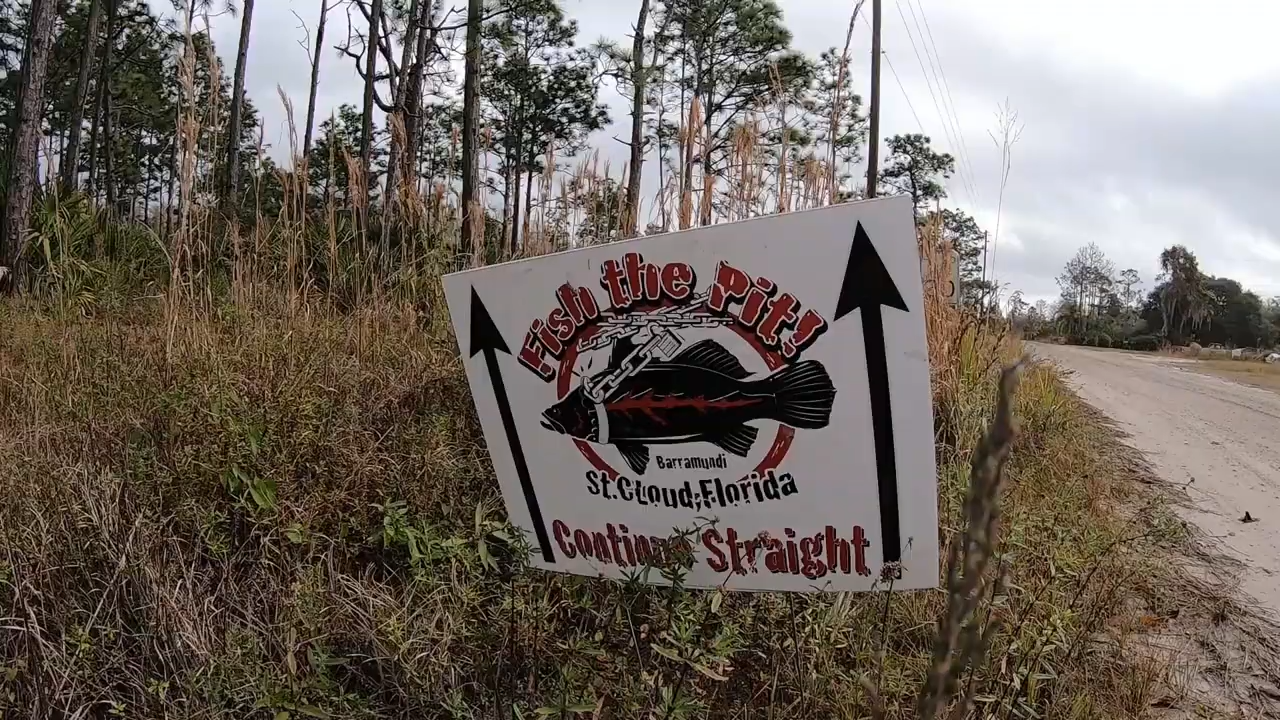 Fish the Pit!
Barramundi
St.Cloud,Florida
Continue Straight